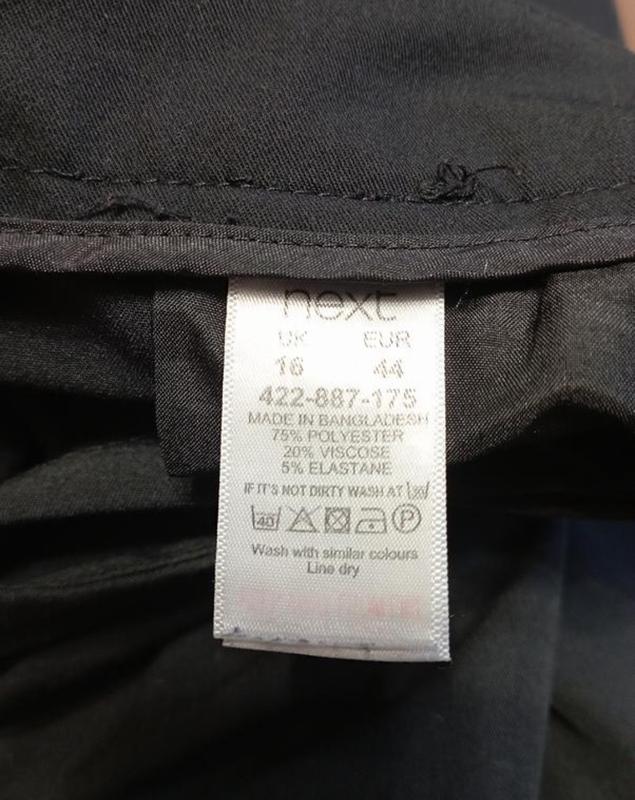 next
UK EUR
16 44
422-887-175
MADE IN BANGLADESH
75% POLYESTER
20% VISCOSE
5% ELASTANE
IF IT'S NOT DIRTY WASH AT 30
40 P
Wash with similar colours
Line dry